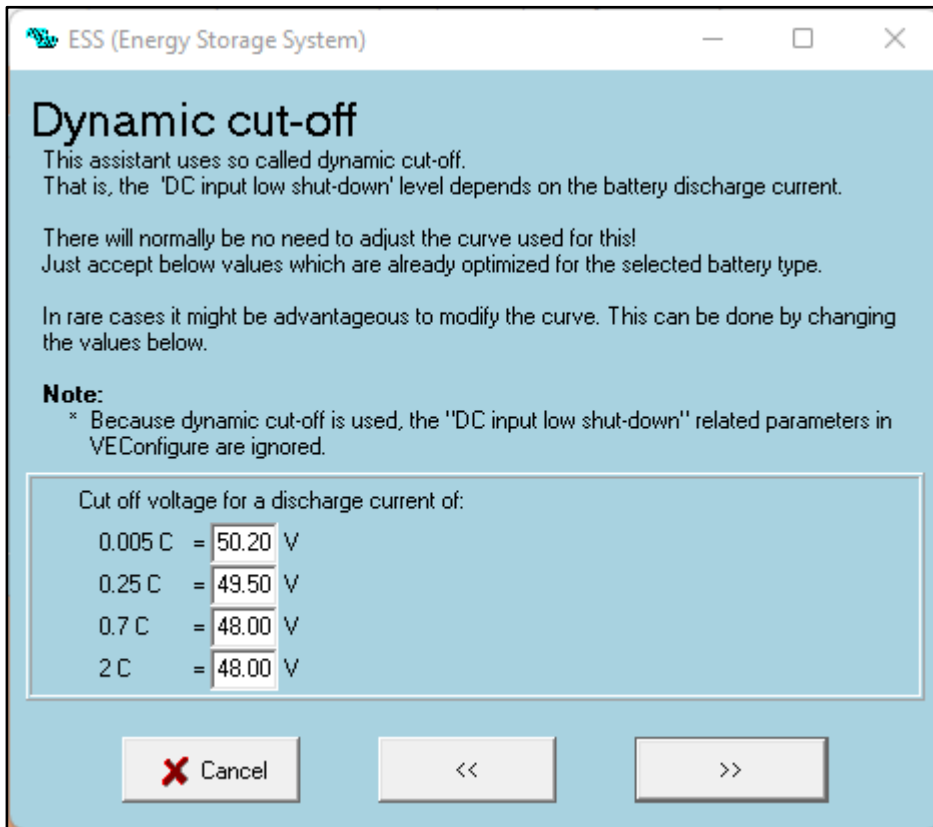 ESS (Energy Storage System)
Dynamic cut-off
This assistant uses so called dynamic cut-off.
That is, the 'DC input low shut-down' level depends on the battery discharge current.
There will normally be no need to adjust the curve used for this!
Just accept below values which are already optimized for the selected battery type.
In rare cases it might be advantageous to modify the curve. This can be done by changing
the values below.
Note:
* Because dynamic cut-off is used, the "DC input low shut-down" related parameters in
VEConfigure are ignored.
Cut off voltage for a discharge current of:
0.005 C = 50.20 V
0.25 C = 49.50 V
0.7 C = 48.00 V
2 C = 48.00 V
Cancel << >>